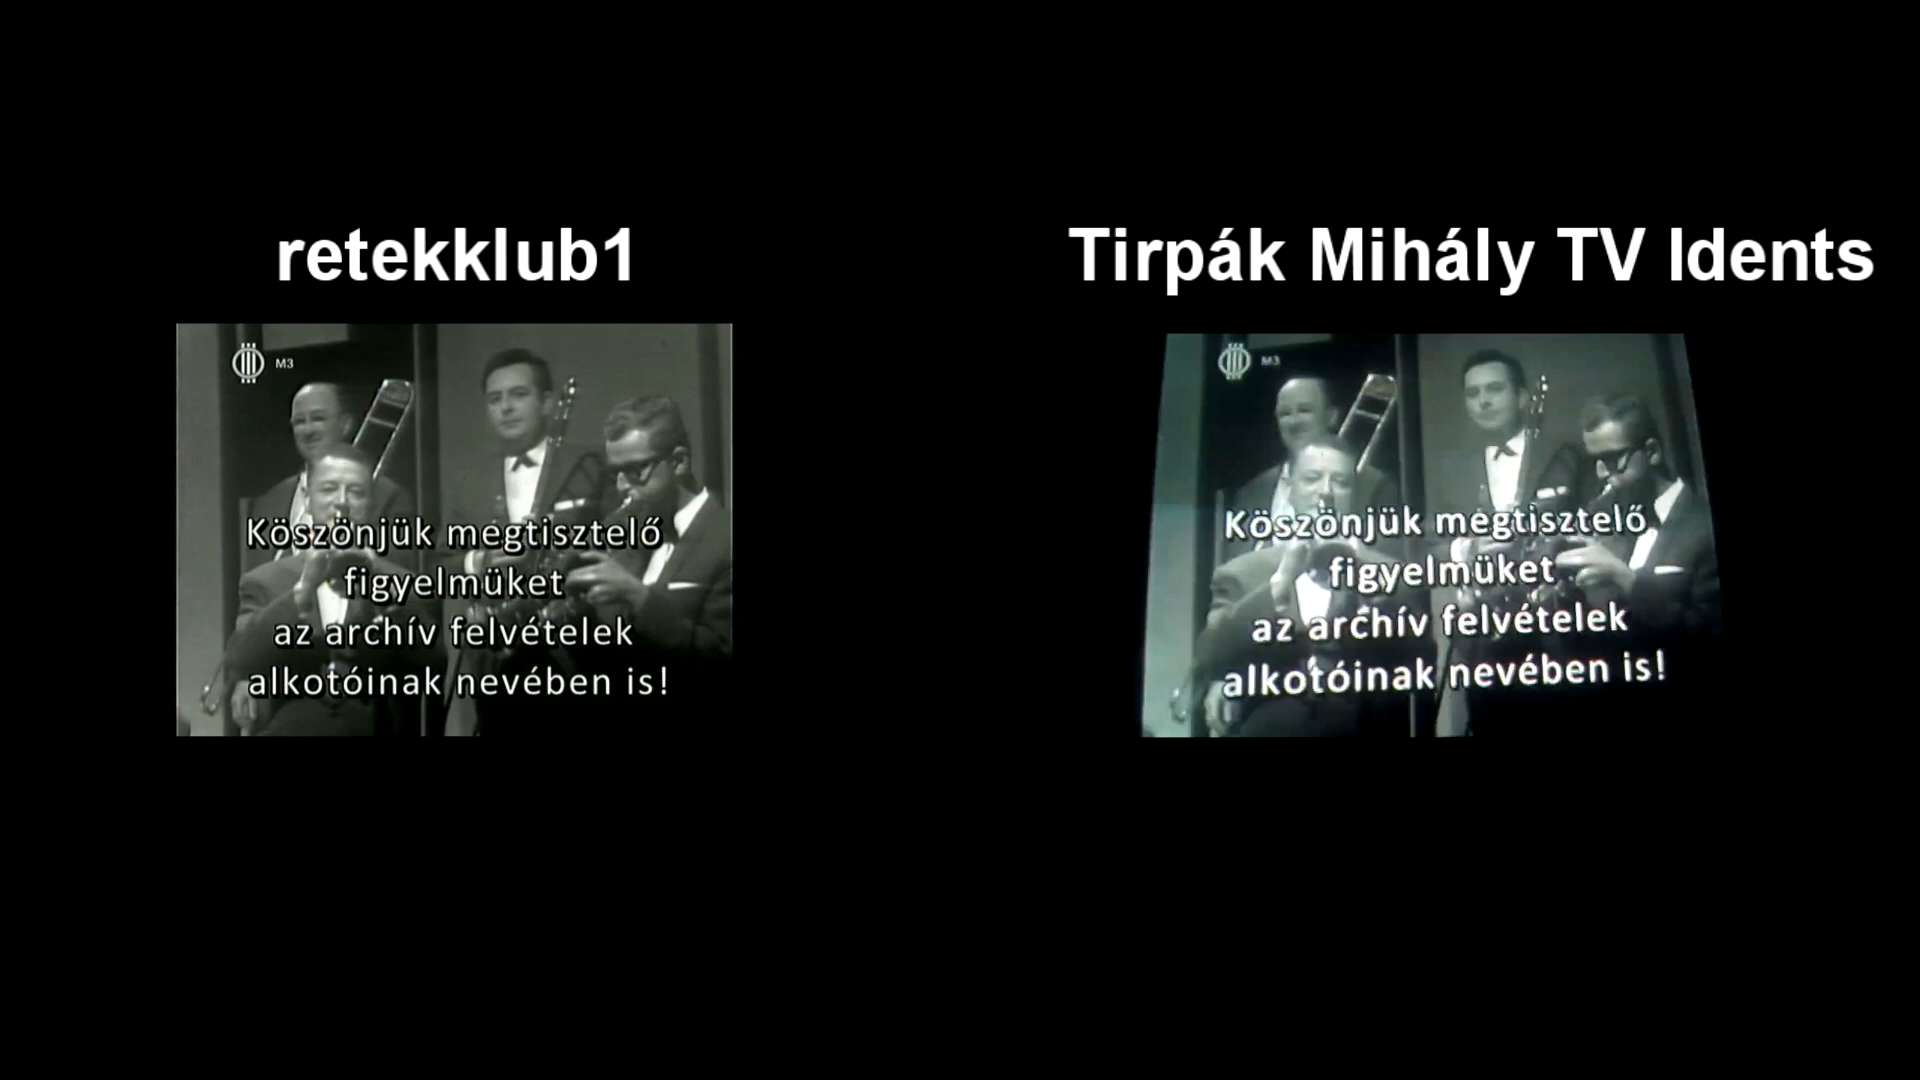 retekklub1
M3
Köszönjük megtisztelő
figyelmüket
az archív felvételek
alkotóinak nevében is!
Tirpák Mihály TV Idents
M3
Köszönjük megtisztelő
figyelmüket
az archív felvételek
alkotóinak nevében is!